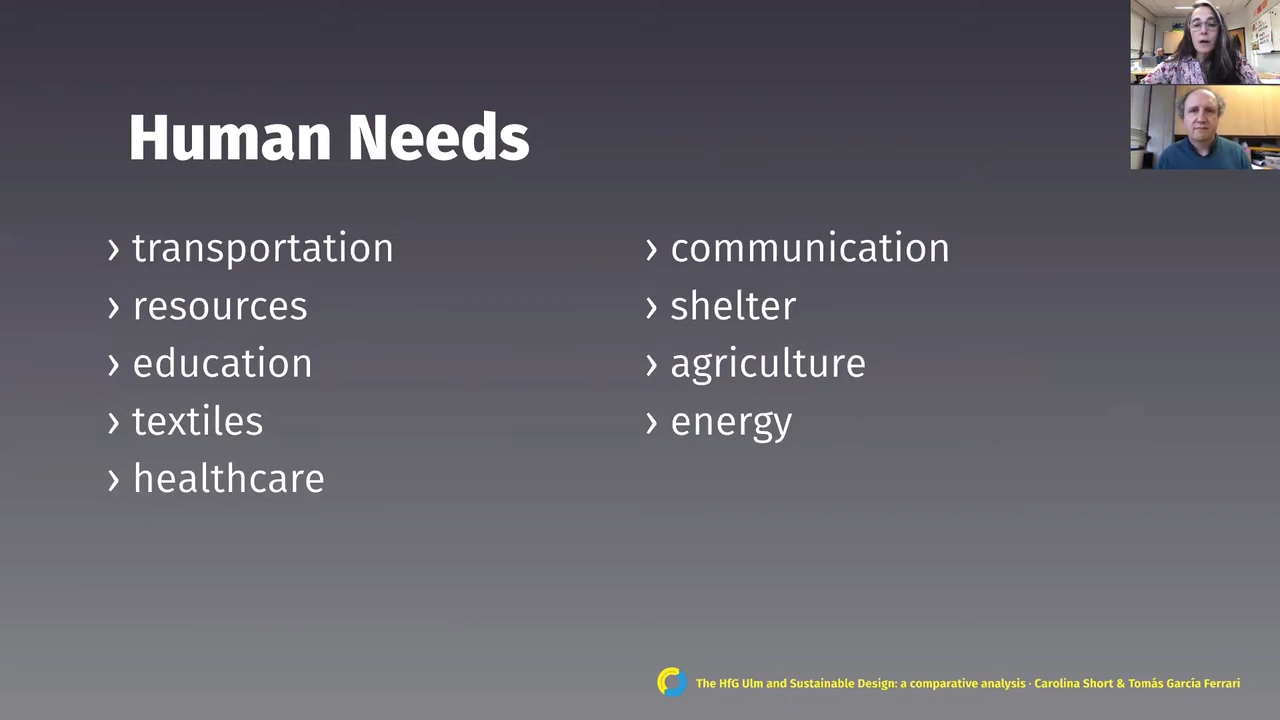 Human Needs
› transportation
› resources
› education
› textiles
› healthcare
› communication
› shelter
› agriculture
› energy
The HfG Ulm and Sustainable Design: a comparative analysis · Carolina Short & Tomás García Ferrari